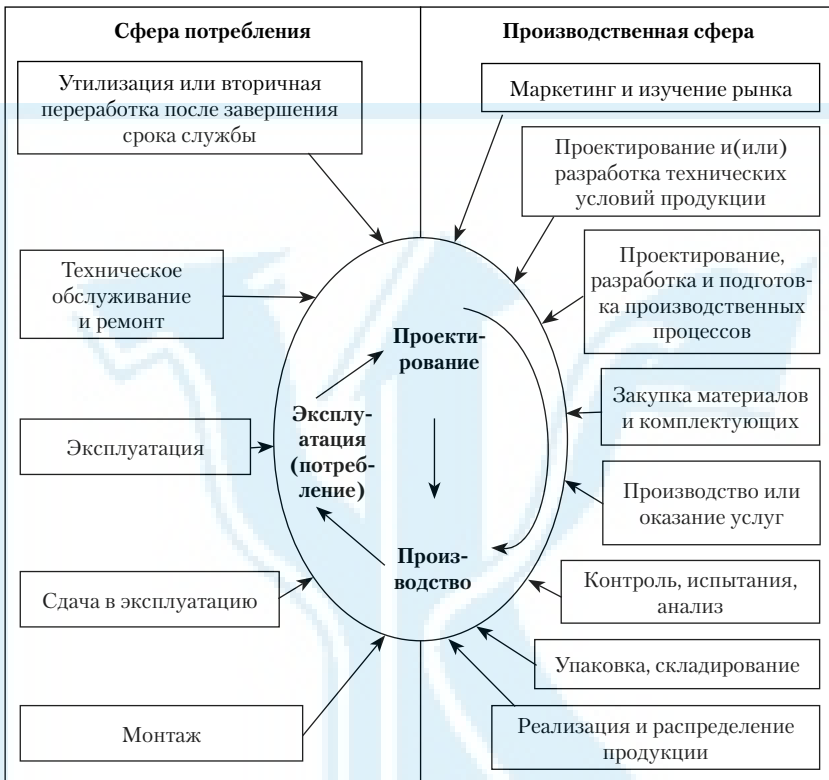 Сфера потребления
Производственная сфера
Утилизация или вторичная
переработка после завершения
срока службы
Маркетинг и изучение рынка
Проектирование и(или)
разработка технических
условий продукции
Техническое
обслуживание
и ремонт
Проектирование,
разработка и подготов-
ка производственных
процессов
Проекти-
рование
Эксплу-
атация
(потреб-
ление)
Закупка материалов
и комплектующих
Эксплуатация
Производство или
оказание услуг
Произ-
водство
Сдача в эксплуатацию
Контроль, испытания,
анализ
Упаковка, складирование
Монтаж
Реализация и распределение
продукции